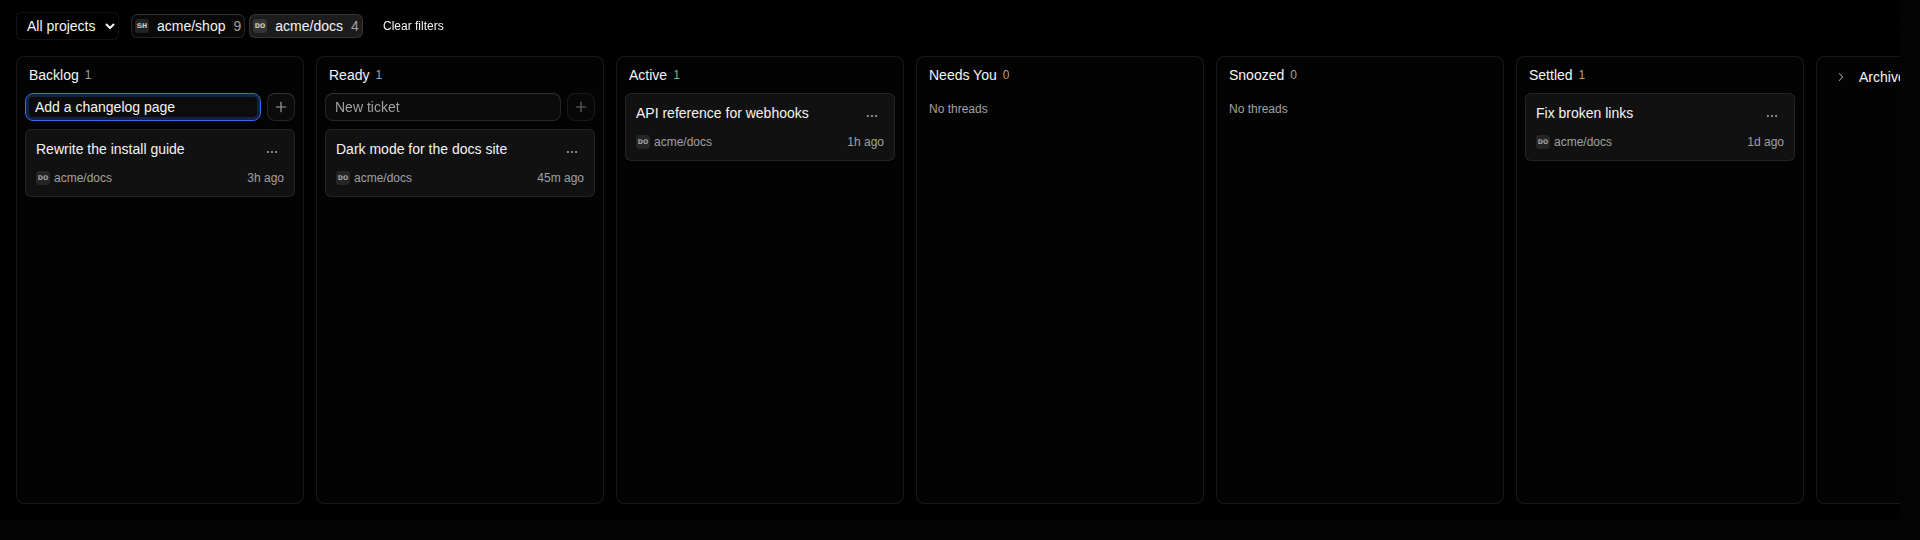 All projects
SH acme/shop 9
DO acme/docs 4
Clear filters
Backlog 1
Add a changelog page
Rewrite the install guide ...
DO acme/docs 3h ago
Ready 1
New ticket
Dark mode for the docs site ...
DO acme/docs 45m ago
Active 1
API reference for webhooks ...
DO acme/docs 1h ago
Needs You 0
No threads
Snoozed 0
No threads
Settled 1
Fix broken links ...
DO acme/docs 1d ago
Archive